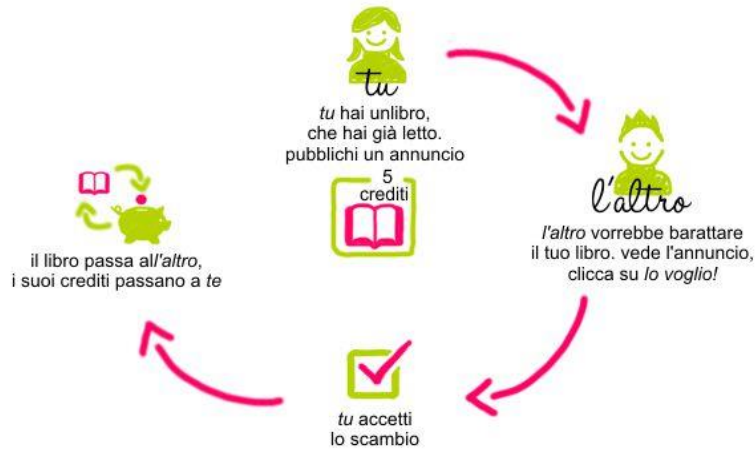 tu
tu hai unlibro,
che hai già letto.
pubblichi un annuncio
5
crediti
l'altro
l'altro vorrebbe barattare
il tuo libro. vede l'annuncio,
clicca su lo voglio!
tu accetti
lo scambio
il libro passa all'altro,
i suoi crediti passano a te